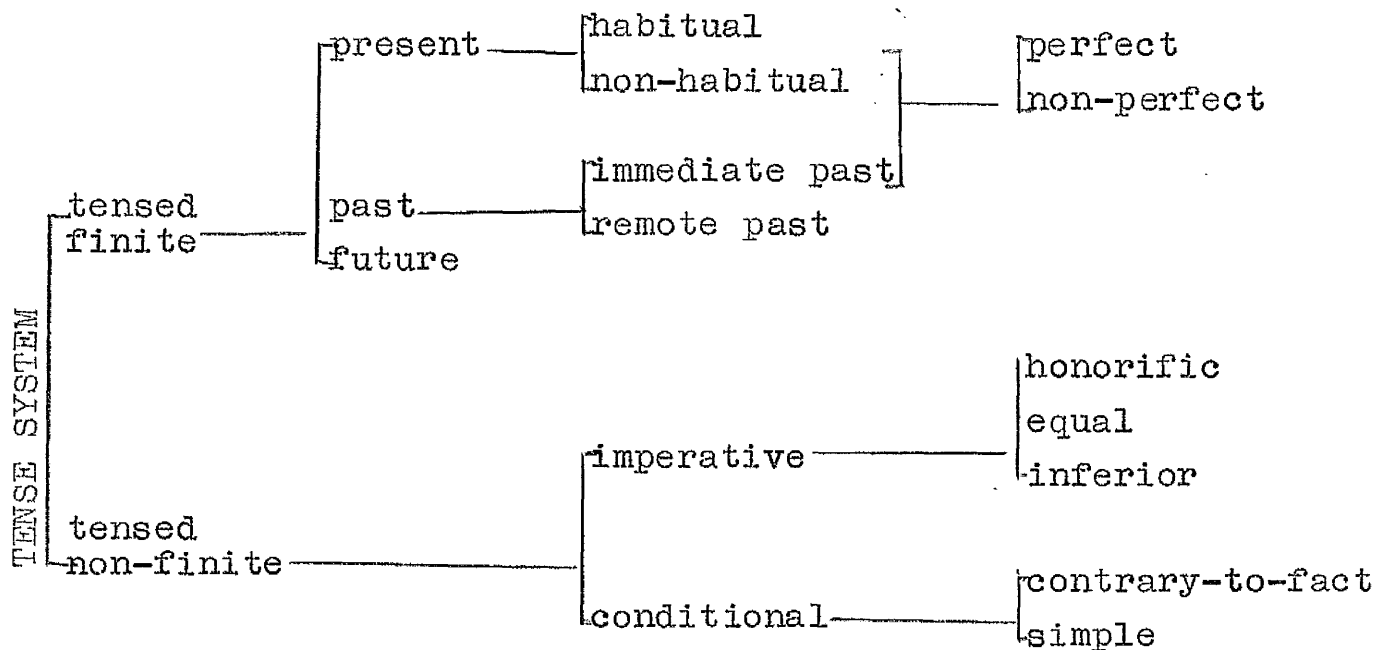 TENSE SYSTEM
tensed
finite
present
past
future
habitual
non-habitual
immediate past
remote past
perfect
non-perfect
tensed
non-finite
imperative
conditional
honorific
equal
inferior
contrary-to-fact
simple